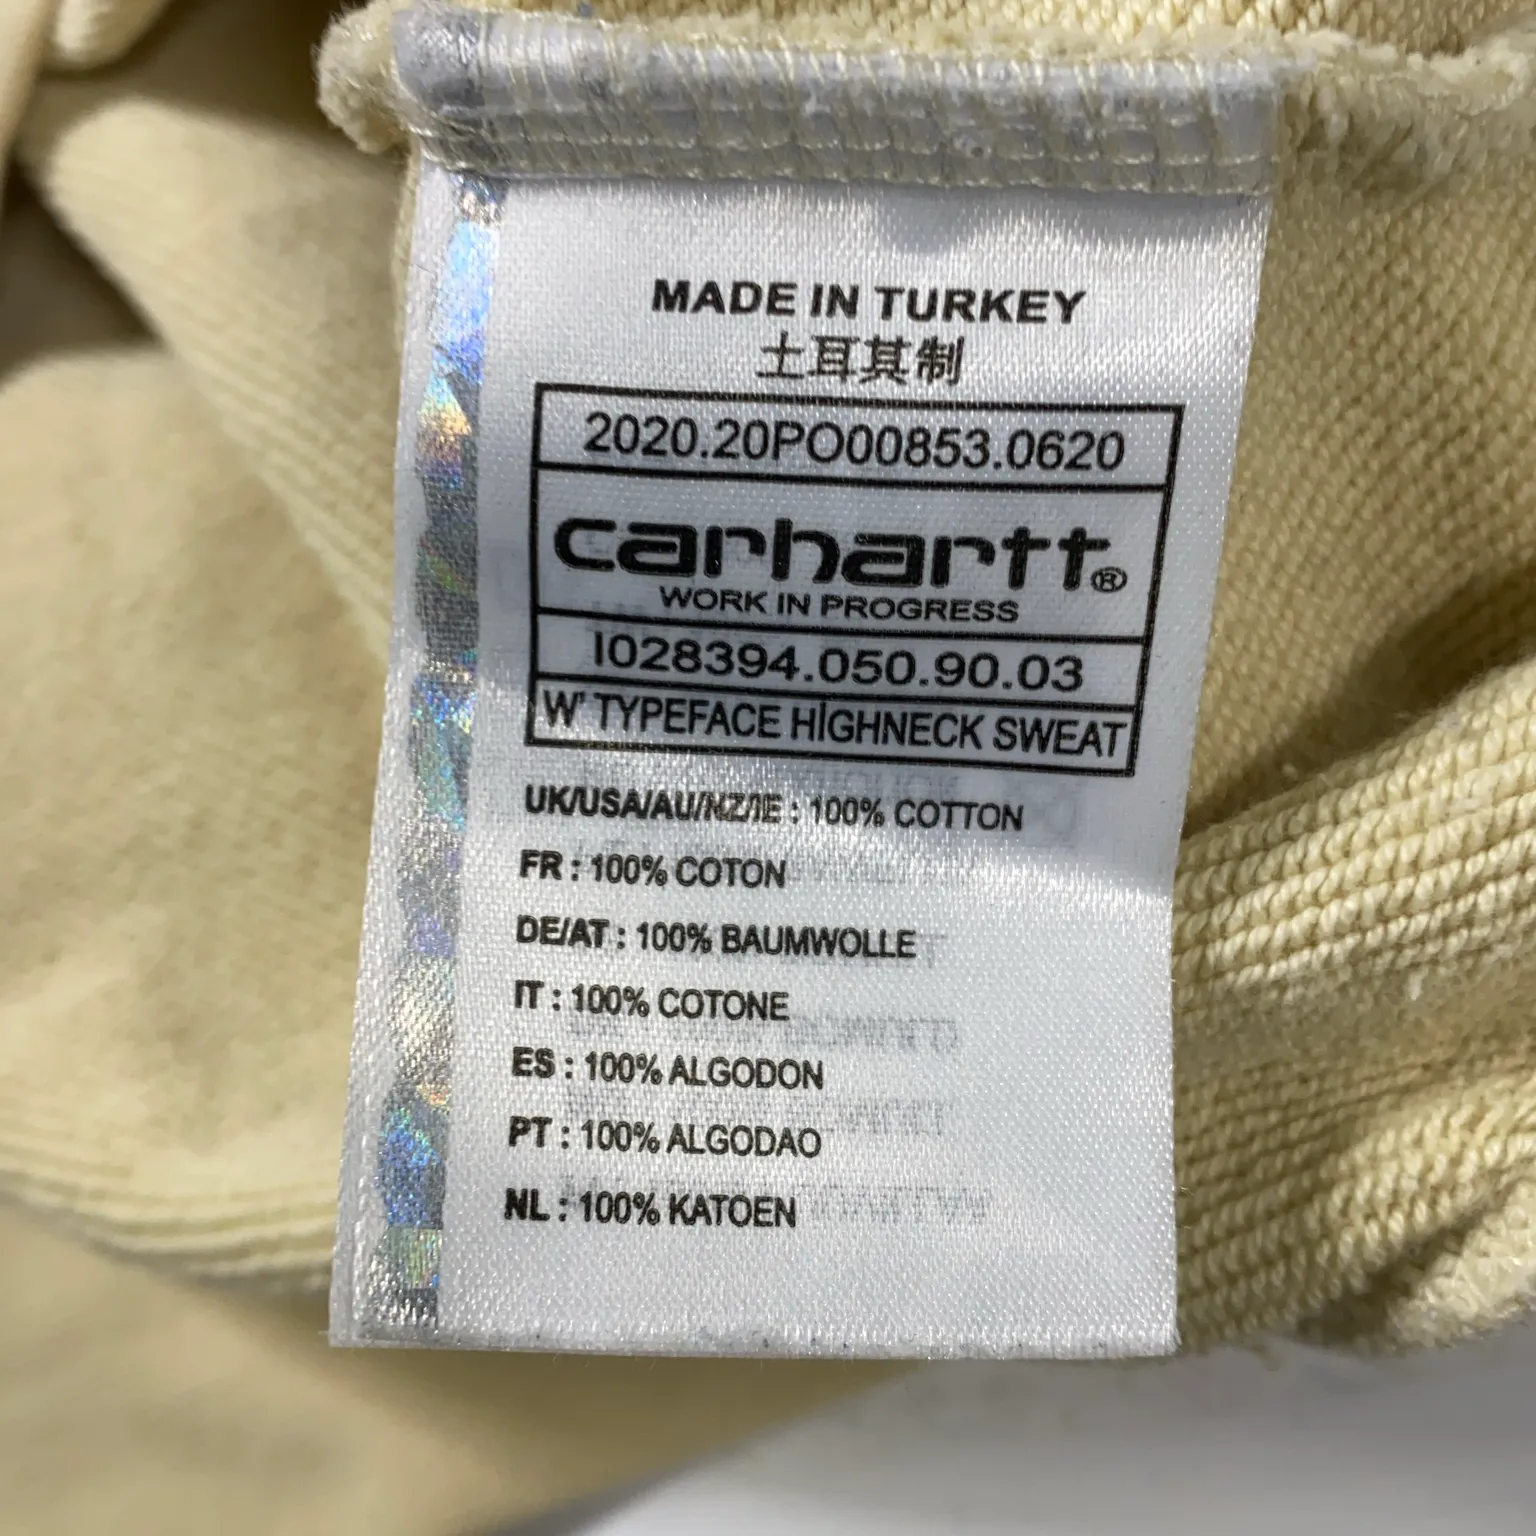 MADE IN TURKEY
土耳其制
2020.20PO00853.0620
carhartt®
WORK IN PROGRESS
I028394.050.90.03
W' TYPEFACE HIGHNECK SWEAT
UK/USA/AU/NZ/IE : 100% COTTON
FR : 100% COTON
DE/AT : 100% BAUMWOLLE
IT : 100% COTONE
ES : 100% ALGODON
PT : 100% ALGODAO
NL : 100% KATOEN